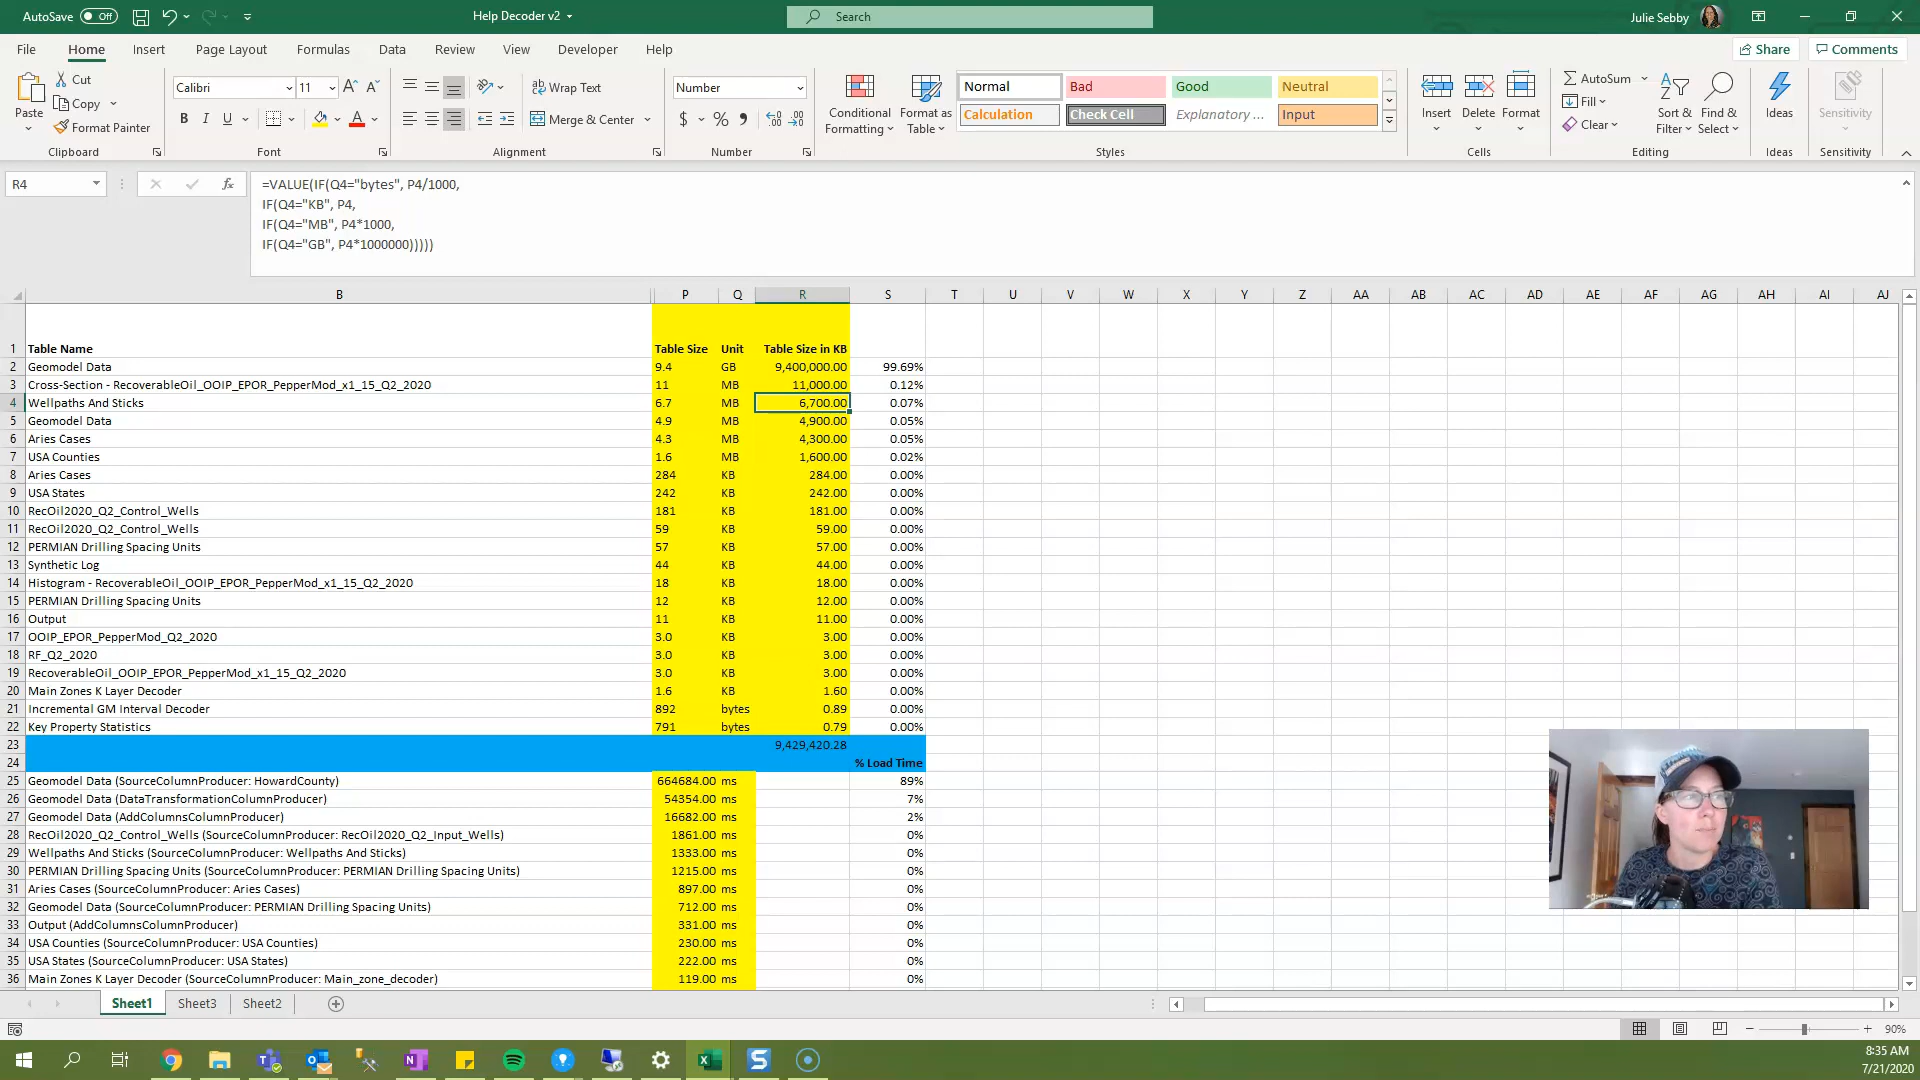 AutoSave Off Help Decoder v2 Search Julie Sebby
File Home Insert Page Layout Formulas Data Review View Developer Help Share Comments
Paste Cut Copy Format Painter
Calibri 11 A A Wrap Text Number
B I U A Merge & Center $ % 9
Conditional Formatting Format as Table
Normal Bad Good Neutral
Calculation Check Cell Explanatory ... Input
Insert Delete Format
AutoSum Fill Clear Sort & Filter Find & Select Ideas Sensitivity
Clipboard Font Alignment Number Styles Cells Editing Ideas Sensitivity
R4 fx =VALUE(IF(Q4="bytes", P4/1000,
IF(Q4="KB", P4,
IF(Q4="MB", P4*1000,
IF(Q4="GB", P4*1000000)))))
B P Q R S T U V W X Y Z AA AB AC AD AE AF AG AH AI AJ
1 Table Name Table Size Unit Table Size in KB
2 Geomodel Data 9.4 GB 9,400,000.00 99.69%
3 Cross-Section - RecoverableOil_OOIP_EPOR_PepperMod_x1_15_Q2_2020 11 MB 11,000.00 0.12%
4 Wellpaths And Sticks 6.7 MB 6,700.00 0.07%
5 Geomodel Data 4.9 MB 4,900.00 0.05%
6 Aries Cases 4.3 MB 4,300.00 0.05%
7 USA Counties 1.6 MB 1,600.00 0.02%
8 Aries Cases 284 KB 284.00 0.00%
9 USA States 242 KB 242.00 0.00%
10 RecOil2020_Q2_Control_Wells 181 KB 181.00 0.00%
11 RecOil2020_Q2_Control_Wells 59 KB 59.00 0.00%
12 PERMIAN Drilling Spacing Units 57 KB 57.00 0.00%
13 Synthetic Log 44 KB 44.00 0.00%
14 Histogram - RecoverableOil_OOIP_EPOR_PepperMod_x1_15_Q2_2020 18 KB 18.00 0.00%
15 PERMIAN Drilling Spacing Units 12 KB 12.00 0.00%
16 Output 11 KB 11.00 0.00%
17 OOIP_EPOR_PepperMod_Q2_2020 3.0 KB 3.00 0.00%
18 RF_Q2_2020 3.0 KB 3.00 0.00%
19 RecoverableOil_OOIP_EPOR_PepperMod_x1_15_Q2_2020 3.0 KB 3.00 0.00%
20 Main Zones K Layer Decoder 1.6 KB 1.60 0.00%
21 Incremental GM Interval Decoder 892 bytes 0.89 0.00%
22 Key Property Statistics 791 bytes 0.79 0.00%
23 9,429,420.28
24 % Load Time
25 Geomodel Data (SourceColumnProducer: HowardCounty) 664684.00 ms 89%
26 Geomodel Data (DataTransformationColumnProducer) 54354.00 ms 7%
27 Geomodel Data (AddColumnsColumnProducer) 16682.00 ms 2%
28 RecOil2020_Q2_Control_Wells (SourceColumnProducer: RecOil2020_Q2_Input_Wells) 1861.00 ms 0%
29 Wellpaths And Sticks (SourceColumnProducer: Wellpaths And Sticks) 1333.00 ms 0%
30 PERMIAN Drilling Spacing Units (SourceColumnProducer: PERMIAN Drilling Spacing Units) 1215.00 ms 0%
31 Aries Cases (SourceColumnProducer: Aries Cases) 897.00 ms 0%
32 Geomodel Data (SourceColumnProducer: PERMIAN Drilling Spacing Units) 712.00 ms 0%
33 Output (AddColumnsColumnProducer) 331.00 ms 0%
34 USA Counties (SourceColumnProducer: USA Counties) 230.00 ms 0%
35 USA States (SourceColumnProducer: USA States) 222.00 ms 0%
36 Main Zones K Layer Decoder (SourceColumnProducer: Main_zone_decoder) 119.00 ms 0%
Sheet1 Sheet3 Sheet2
90%
8:35 AM
7/21/2020